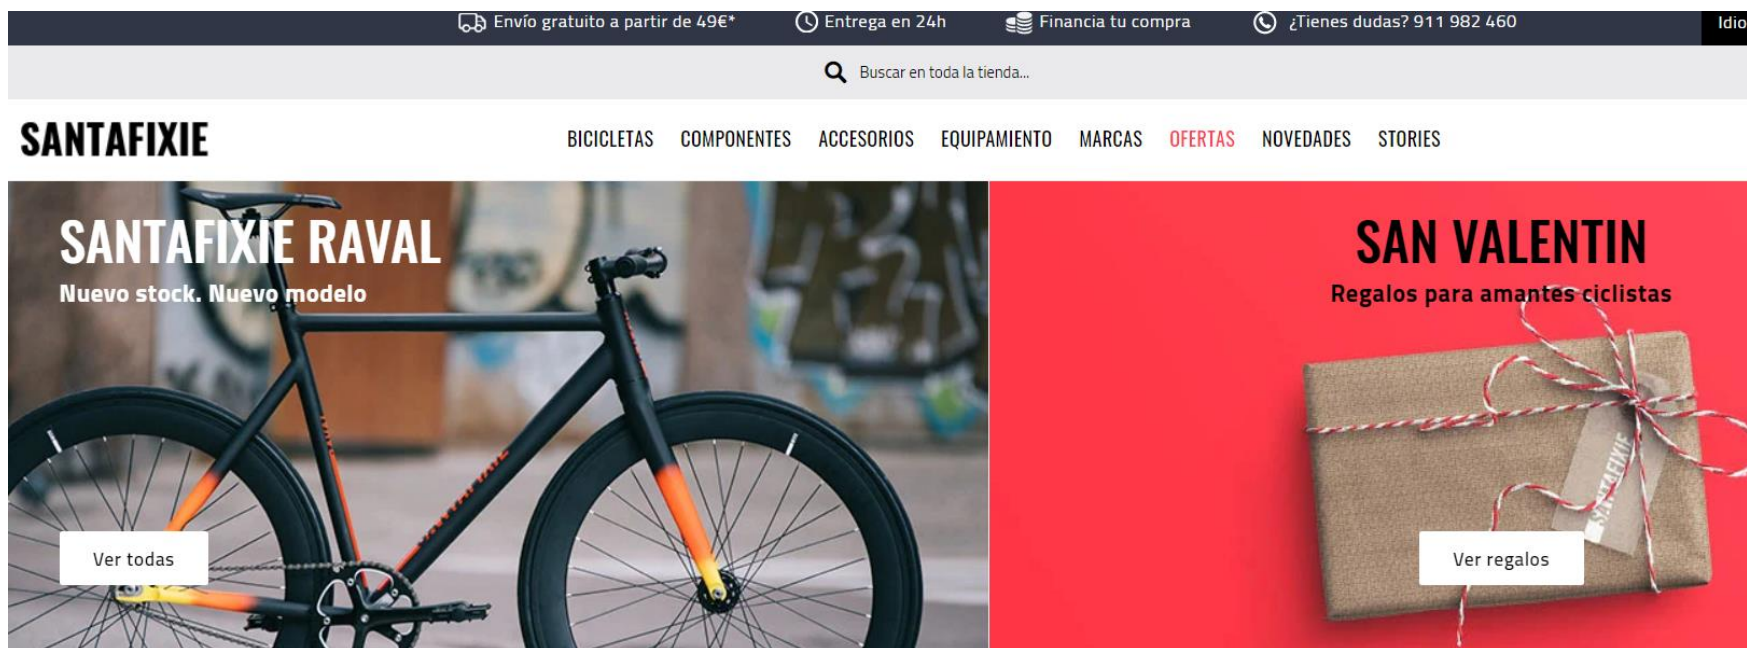 Envío gratuito a partir de 49€*
Entrega en 24h
Financia tu compra
¿Tienes dudas? 911 982 460
Idio
Buscar en toda la tienda...
SANTAFIXIE
BICICLETAS COMPONENTES ACCESORIOS EQUIPAMIENTO MARCAS OFERTAS NOVEDADES STORIES
SANTAFIXIE RAVAL
Nuevo stock. Nuevo modelo
SANTAFIXIE
Ver todas
SAN VALENTIN
Regalos para amantes ciclistas
SANTAFIXIE
Ver regalos